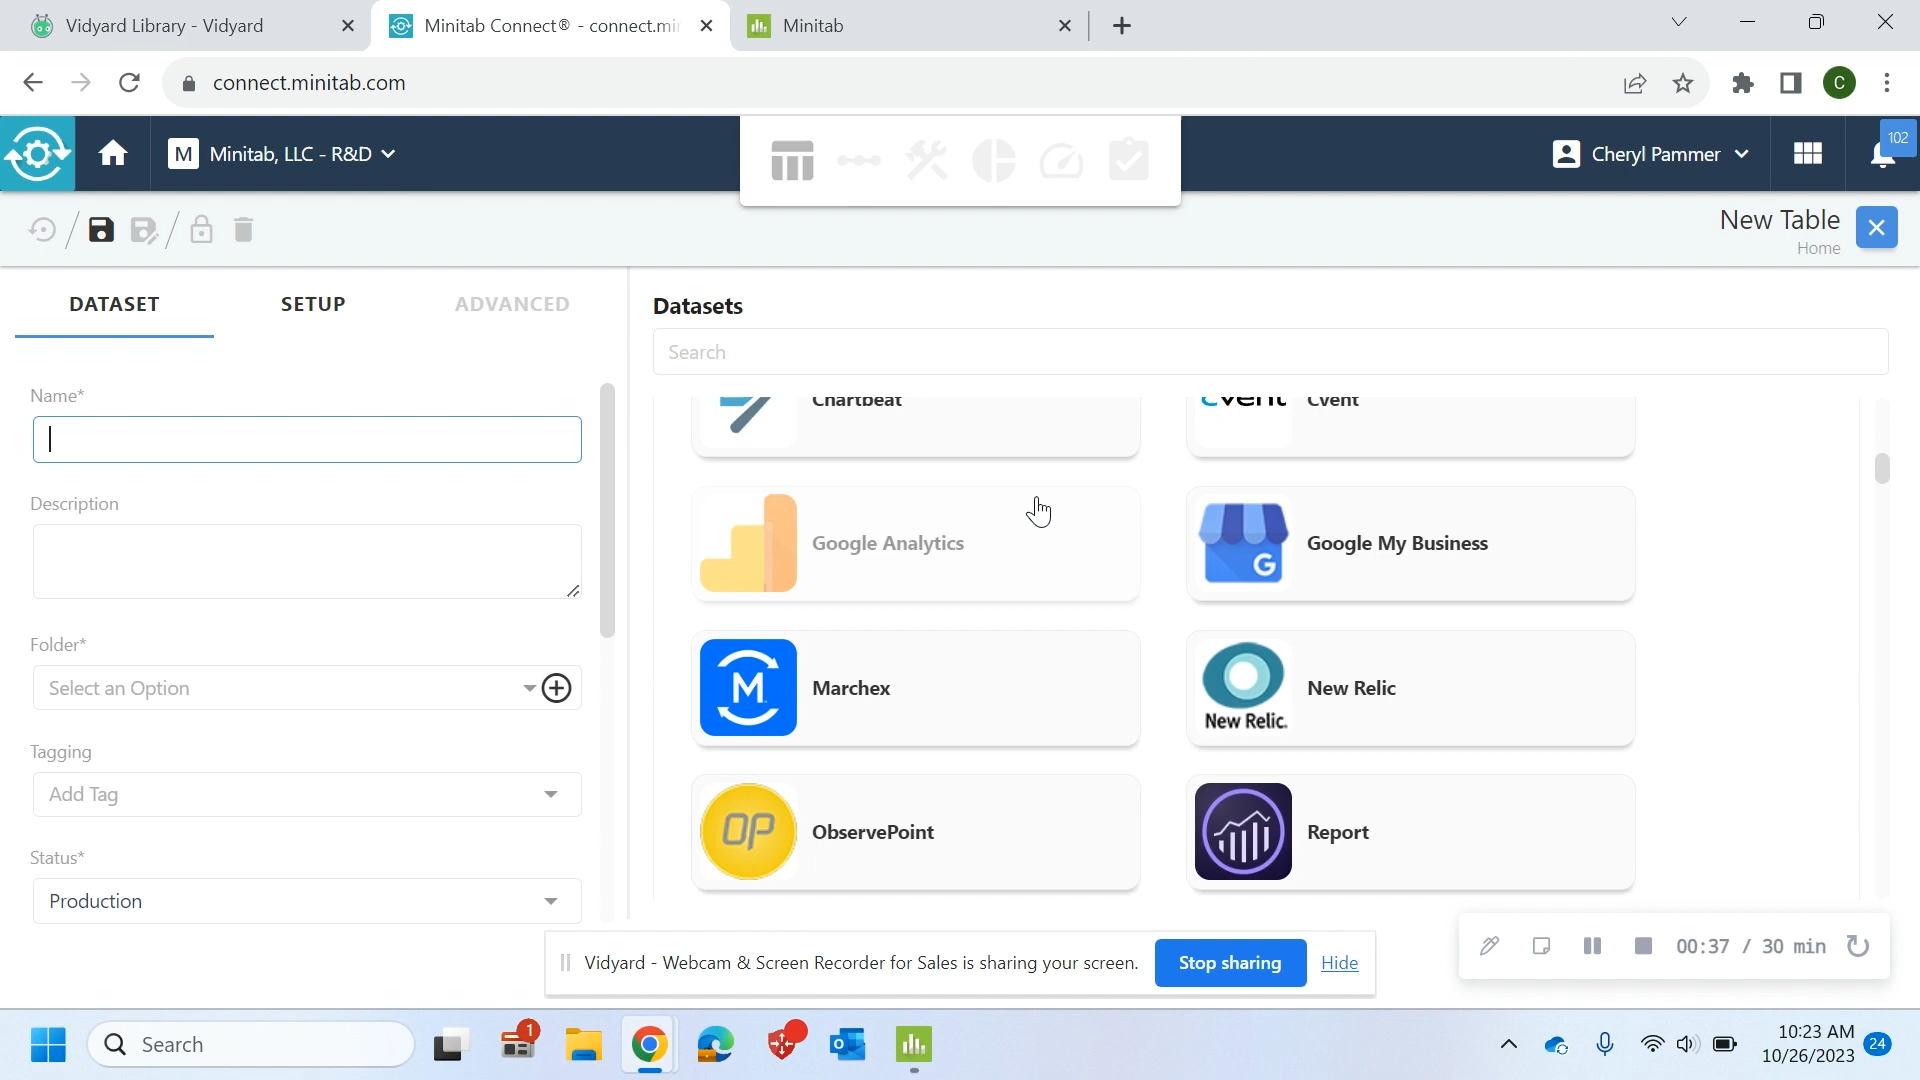 Vidyard Library - Vidyard
Minitab Connect® - connect.mi
Minitab
connect.minitab.com
C
M Minitab, LLC - R&D
Cheryl Pammer
102
New Table
Home
DATASET SETUP ADVANCED
Name*
Description
Folder*
Select an Option
Tagging
Add Tag
Status*
Production
Datasets
Search
Chartbeat
cvent Cvent
Google Analytics
G Google My Business
M Marchex
New Relic. New Relic
OP ObservePoint
Report
Vidyard - Webcam & Screen Recorder for Sales is sharing your screen. Stop sharing Hide
00:37 / 30 min
Search
1
10:23 AM
10/26/2023
24